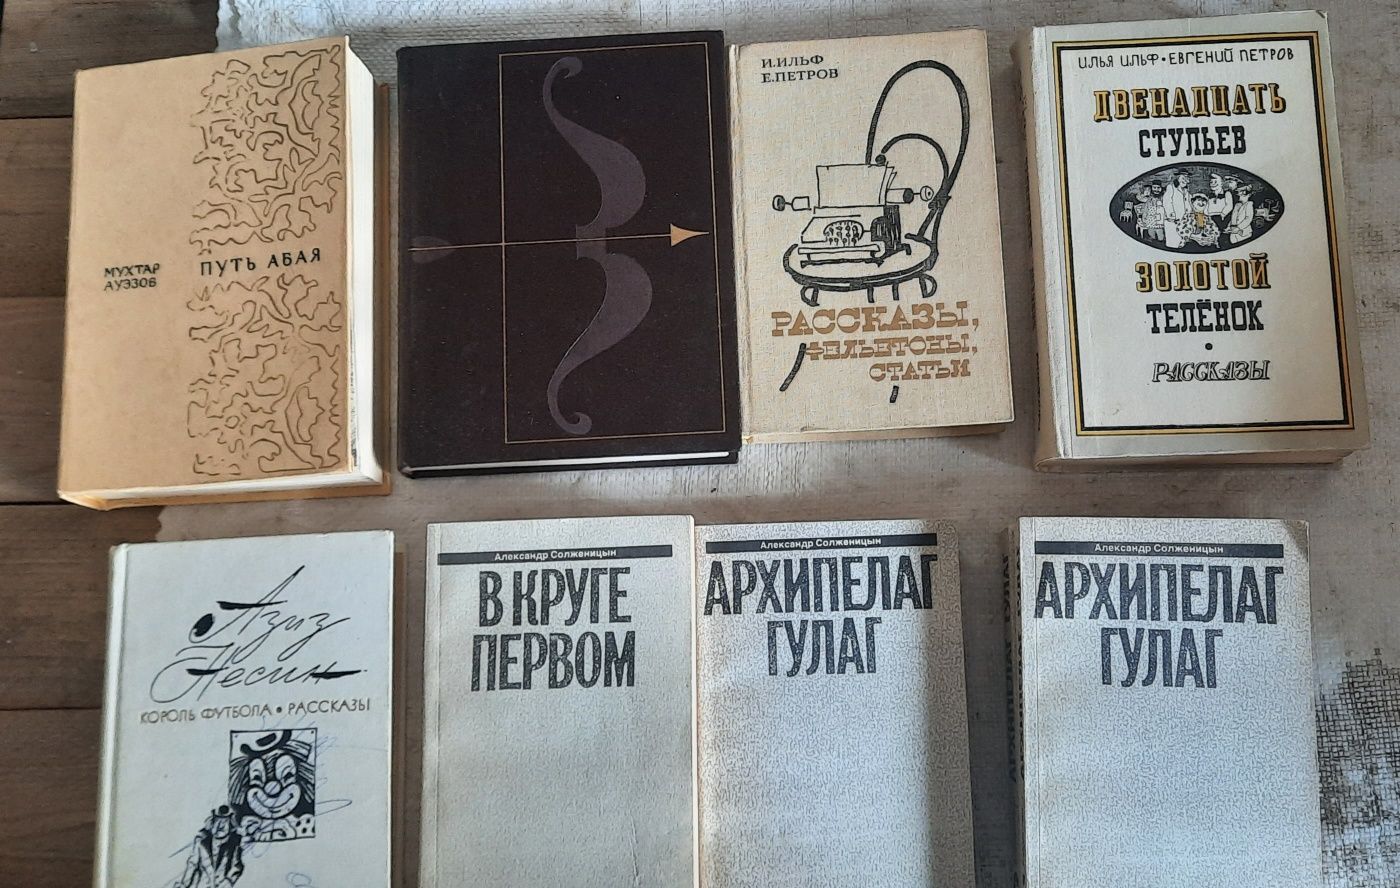 МУХТАР
АУЭЗОВ
ПУТЬ АБАЯ
И.ИЛЬФ
Е.ПЕТРОВ
РАССКАЗЫ,
ФЕЛЬЕТОНЫ,
СТАТЬИ
ИЛЬЯ ИЛЬФ • ЕВГЕНИЙ ПЕТРОВ
ДВЕНАДЦАТЬ
СТУЛЬЕВ
ЗОЛОТОЙ
ТЕЛЁНОК
•
РАССКАЗЫ
Азиз
Несин
КОРОЛЬ ФУТБОЛА • РАССКАЗЫ
Александр Солженицын
В КРУГЕ
ПЕРВОМ
Александр Солженицын
АРХИПЕЛАГ
ГУЛАГ
Александр Солженицын
АРХИПЕЛАГ
ГУЛАГ